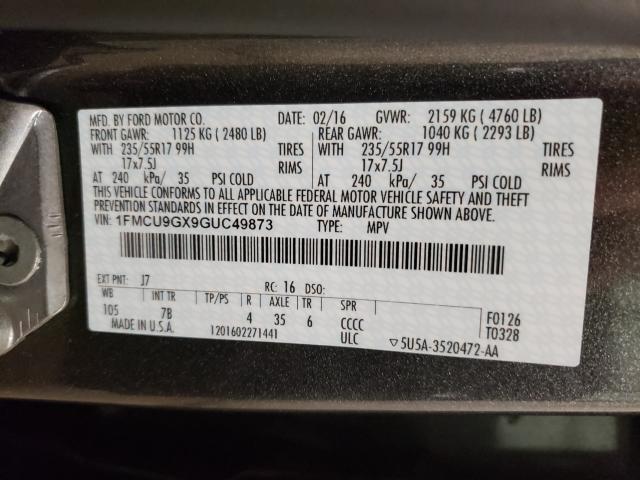 MFD. BY FORD MOTOR CO. DATE: 02/16 GVWR: 2159 KG ( 4760 LB)
FRONT GAWR: 1125 KG ( 2480 LB) REAR GAWR: 1040 KG ( 2293 LB)
WITH 235/55R17 99H TIRES WITH 235/55R17 99H TIRES
17x7.5J RIMS 17x7.5J RIMS
AT 240 kPa/ 35 PSI COLD AT 240 kPa/ 35 PSI COLD
THIS VEHICLE CONFORMS TO ALL APPLICABLE FEDERAL MOTOR VEHICLE SAFETY AND THEFT
PREVENTION STANDARDS IN EFFECT ON THE DATE OF MANUFACTURE SHOWN ABOVE.
VIN: 1FMCU9GX9GUC49873 TYPE: MPV
EXT PNT: J7 RC: 16 DSO:
WB INT TR TP/PS R AXLE TR SPR
105 7B 4 35 6 CCCC
ULC
F0126
T0328
MADE IN U.S.A. 1201602271441 ▽5U5A-3520472-AA